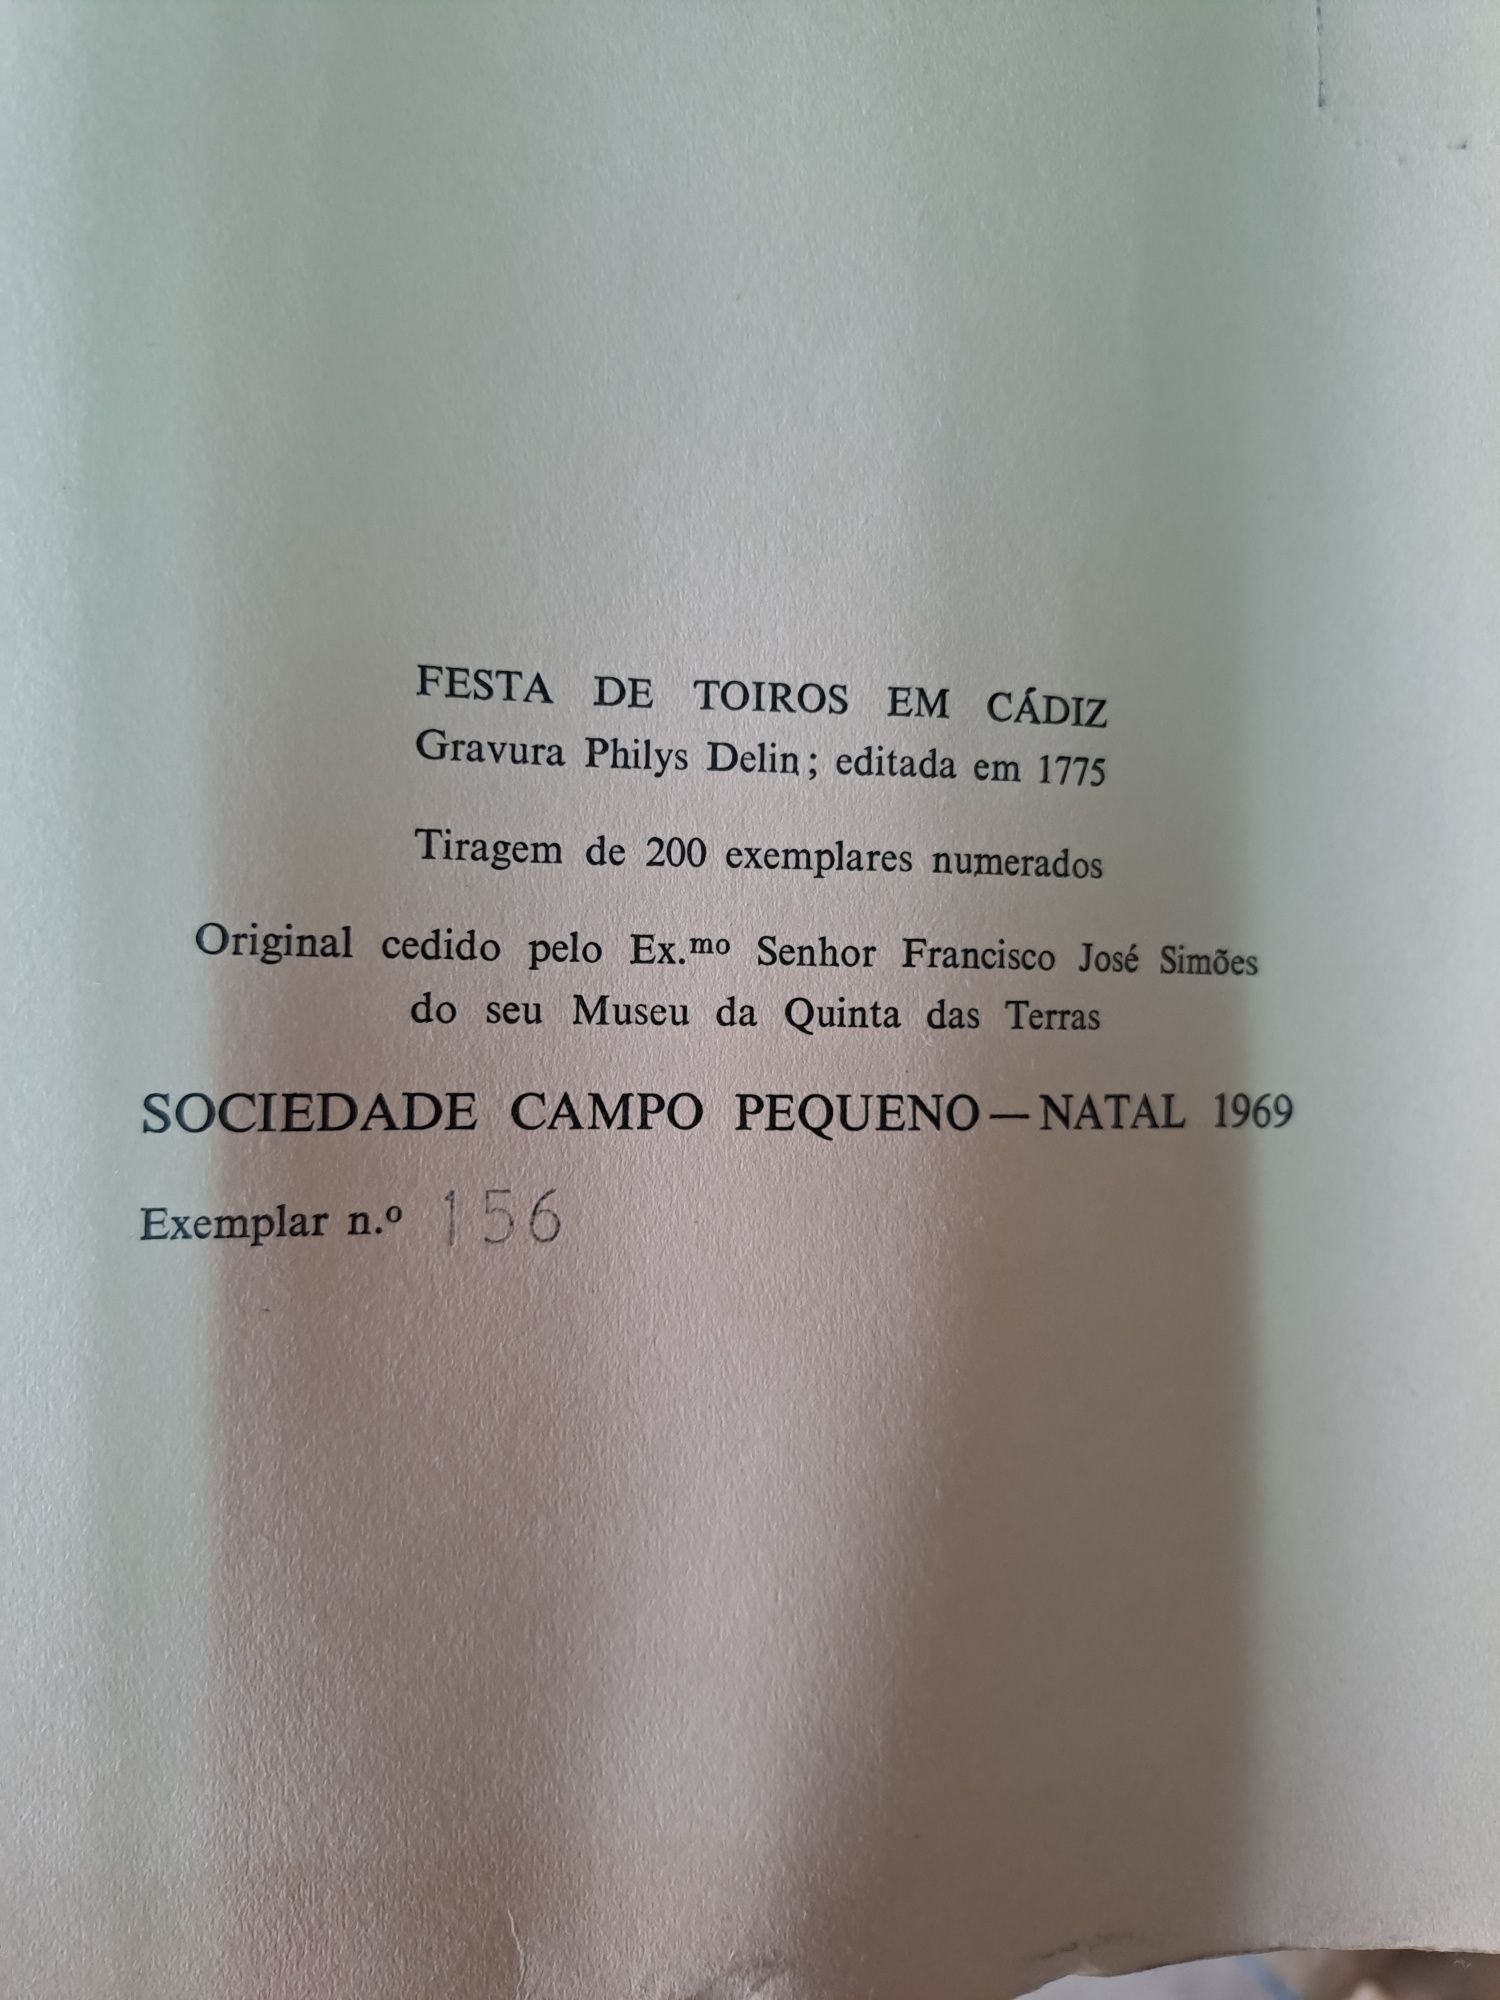 FESTA DE TOIROS EM CÁDIZ
Gravura Philys Delin; editada em 1775
Tiragem de 200 exemplares numerados
Original cedido pelo Ex.mo Senhor Francisco José Simões
do seu Museu da Quinta das Terras
SOCIEDADE CAMPO PEQUENO — NATAL 1969
Exemplar n.º 156